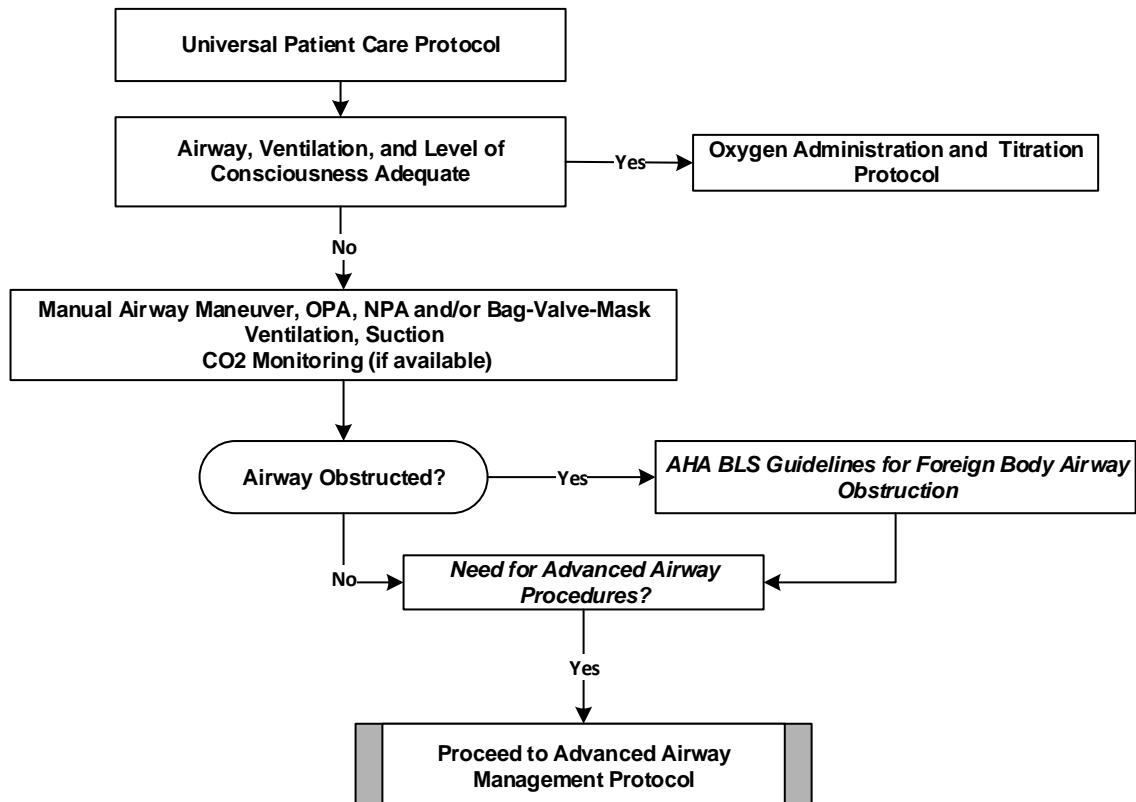 Universal Patient Care Protocol
Airway, Ventilation, and Level of
Consciousness Adequate
Yes
Oxygen Administration and Titration
Protocol
No
Manual Airway Maneuver, OPA, NPA and/or Bag-Valve-Mask
Ventilation, Suction
CO2 Monitoring (if available)
Airway Obstructed?
Yes
AHA BLS Guidelines for Foreign Body Airway
Obstruction
No
Need for Advanced Airway
Procedures?
Yes
Proceed to Advanced Airway
Management Protocol